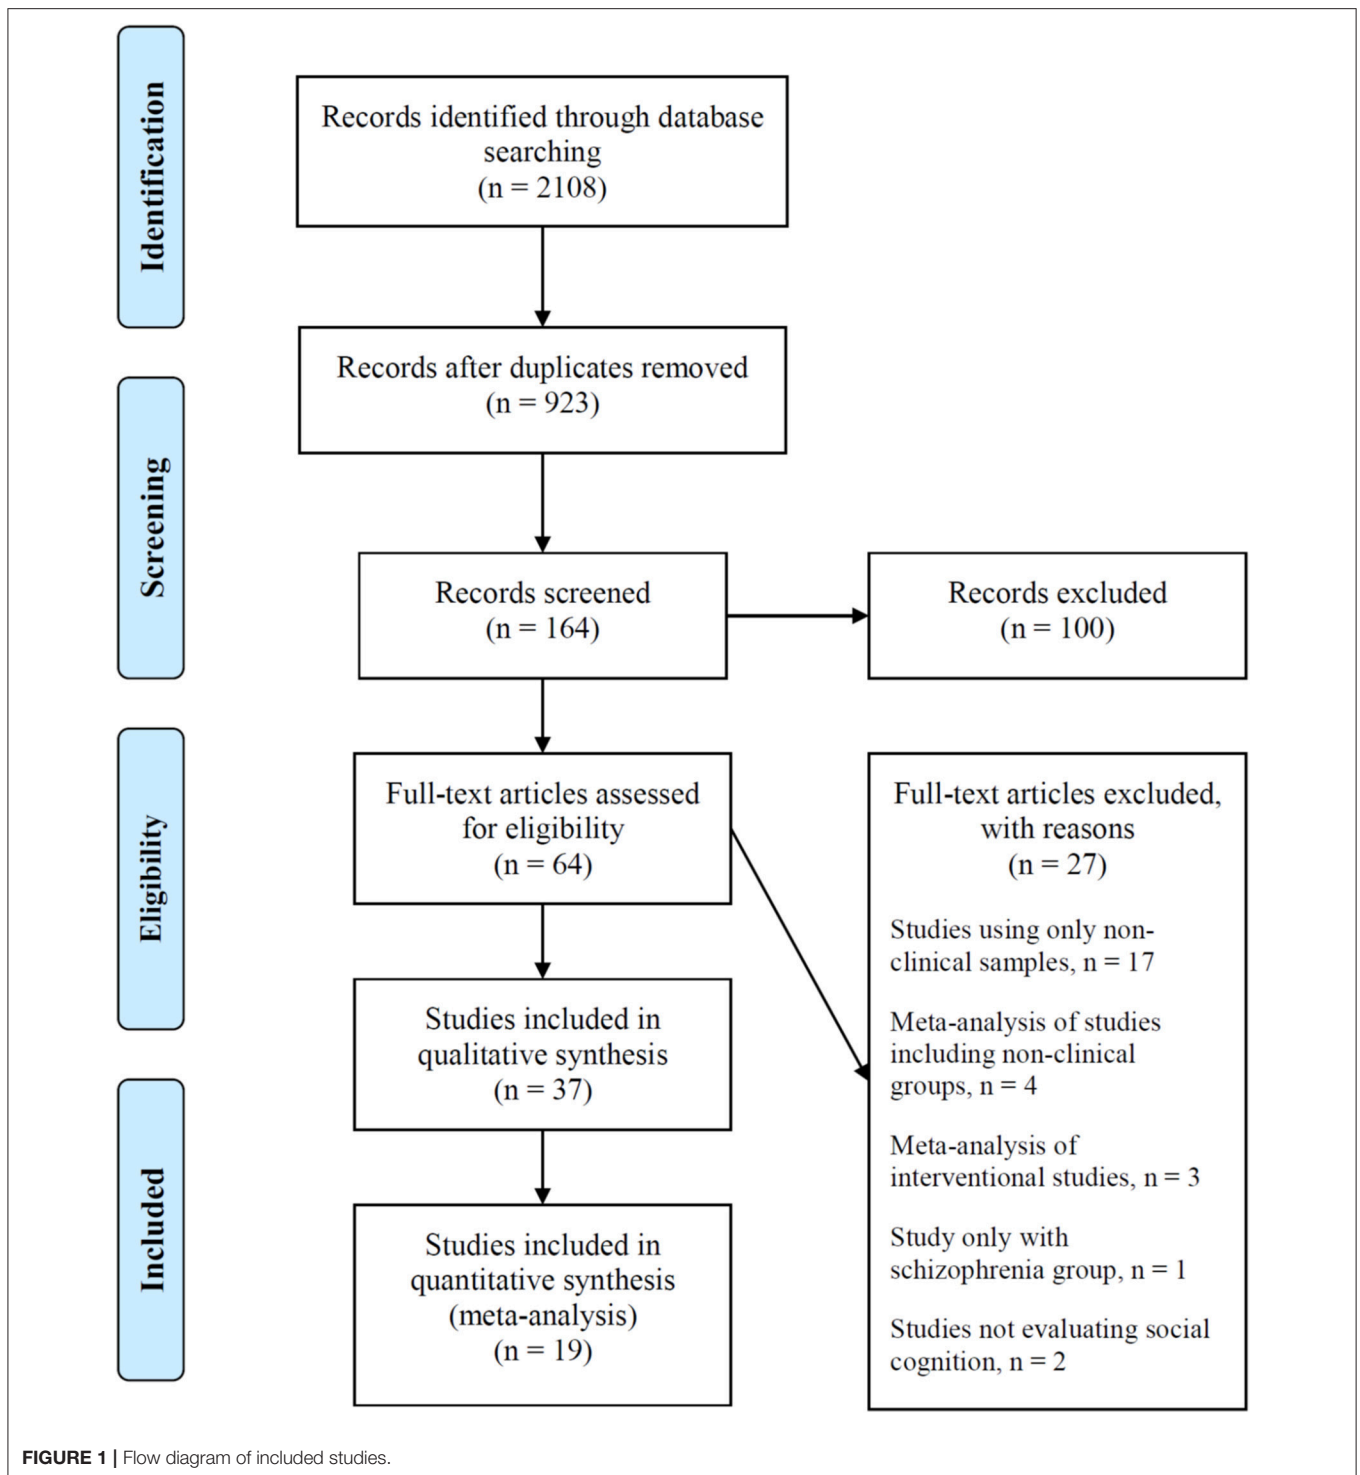 Identification
Records identified through database
searching
(n = 2108)
Records after duplicates removed
(n = 923)
Screening
Records screened
(n = 164)
Records excluded
(n = 100)
Eligibility
Full-text articles assessed
for eligibility
(n = 64)
Full-text articles excluded,
with reasons
(n = 27)
Studies using only non-
clinical samples, n = 17
Meta-analysis of studies
including non-clinical
groups, n = 4
Meta-analysis of
interventional studies, n = 3
Study only with
schizophrenia group, n = 1
Studies not evaluating social
cognition, n = 2
Studies included in
qualitative synthesis
(n = 37)
Included
Studies included in
quantitative synthesis
(meta-analysis)
(n = 19)
FIGURE 1 | Flow diagram of included studies.